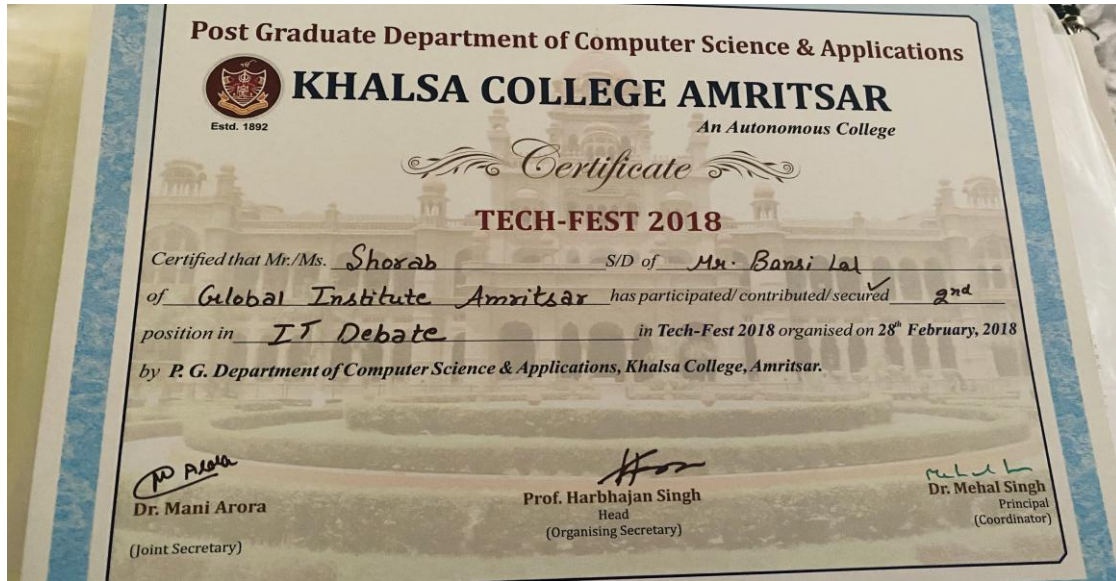 Post Graduate Department of Computer Science & Applications
KHALSA COLLEGE AMRITSAR
Estd. 1892
An Autonomous College
Certificate
TECH-FEST 2018
Certified that Mr./Ms. Shorab S/D of Mr. Bansi Lal
of Global Institute Amritsar has participated/contributed/secured 2nd
position in IT Debate in Tech-Fest 2018 organised on 28th February, 2018
by P. G. Department of Computer Science & Applications, Khalsa College, Amritsar.
M Arora
Dr. Mani Arora
(Joint Secretary)
Prof. Harbhajan Singh
Head
(Organising Secretary)
Dr. Mehal Singh
Principal
(Coordinator)